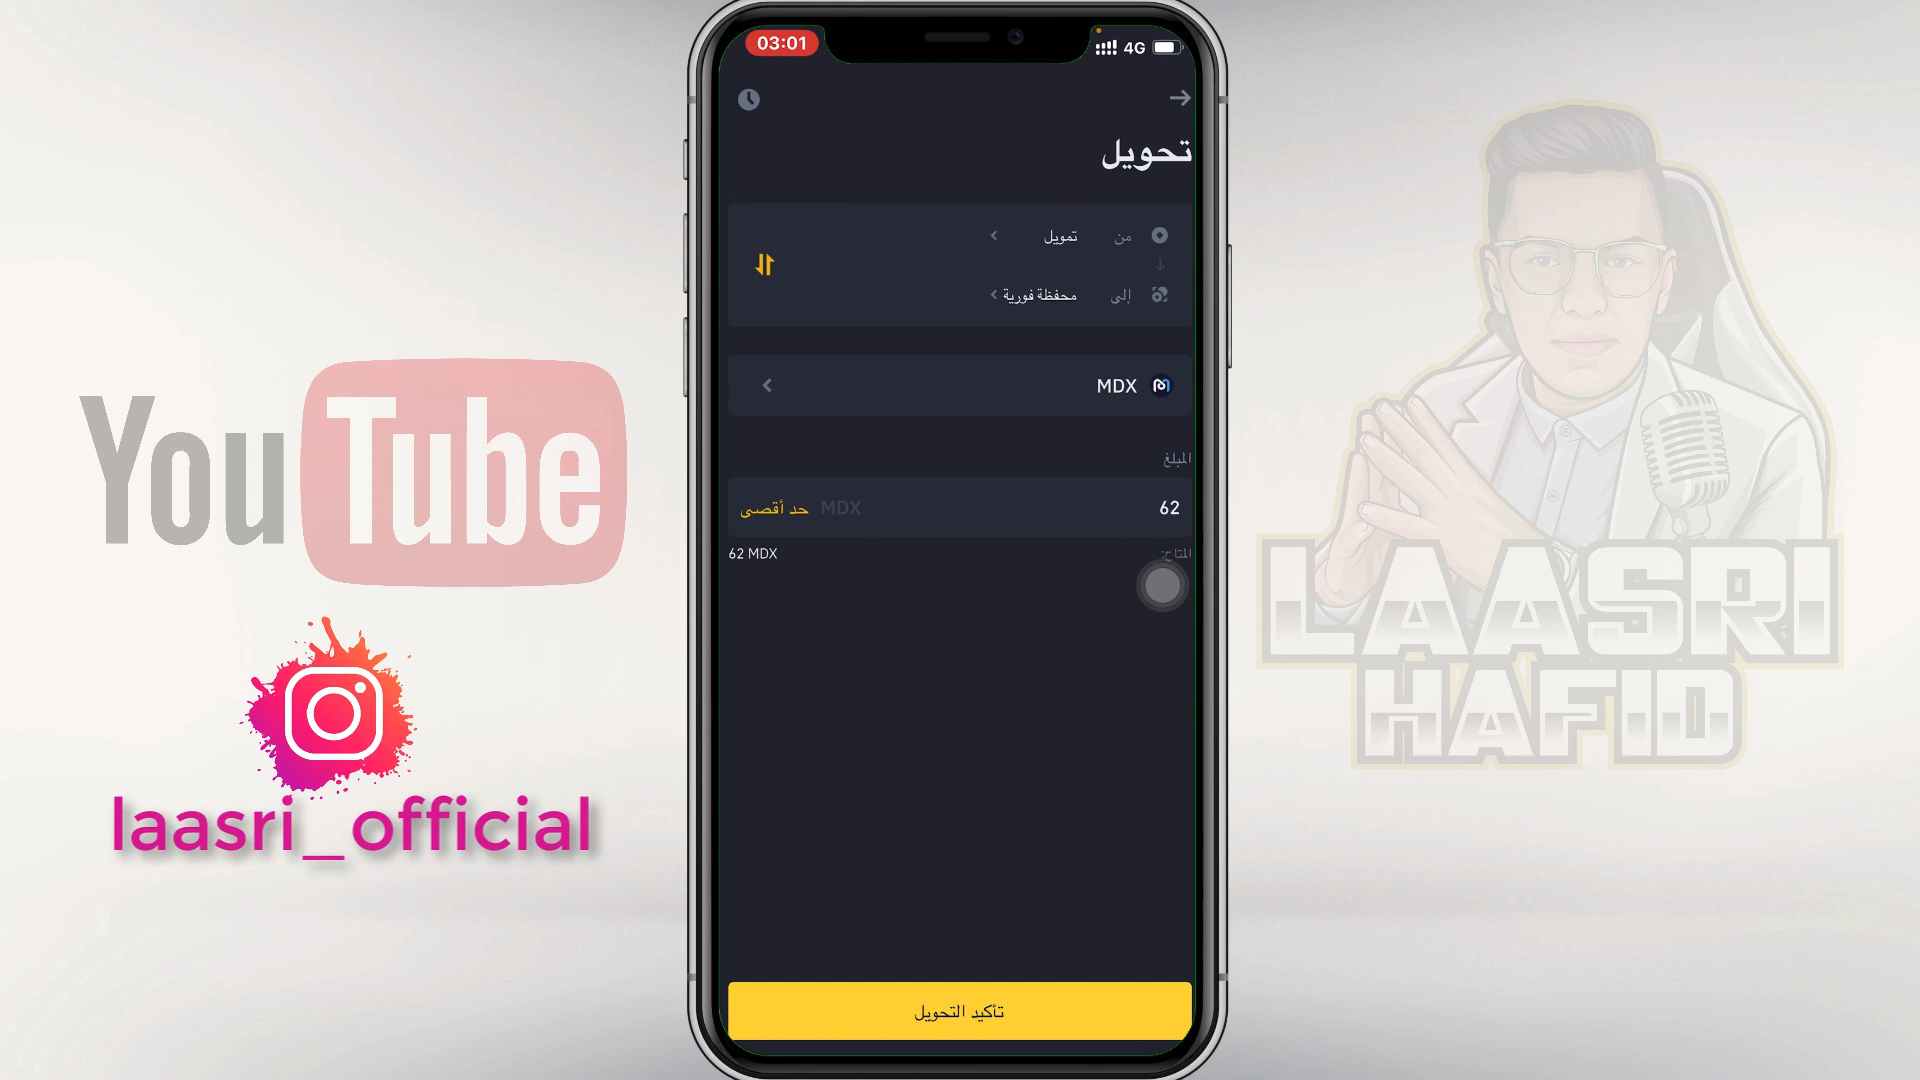 03:01
4G
تحويل
من تمويل
إلى محفظة فورية
MDX
المبلغ
62 MDX حد أقصى
المتاح: 62 MDX
تأكيد التحويل
YouTube
laasri_official
LAASRI
HAFID